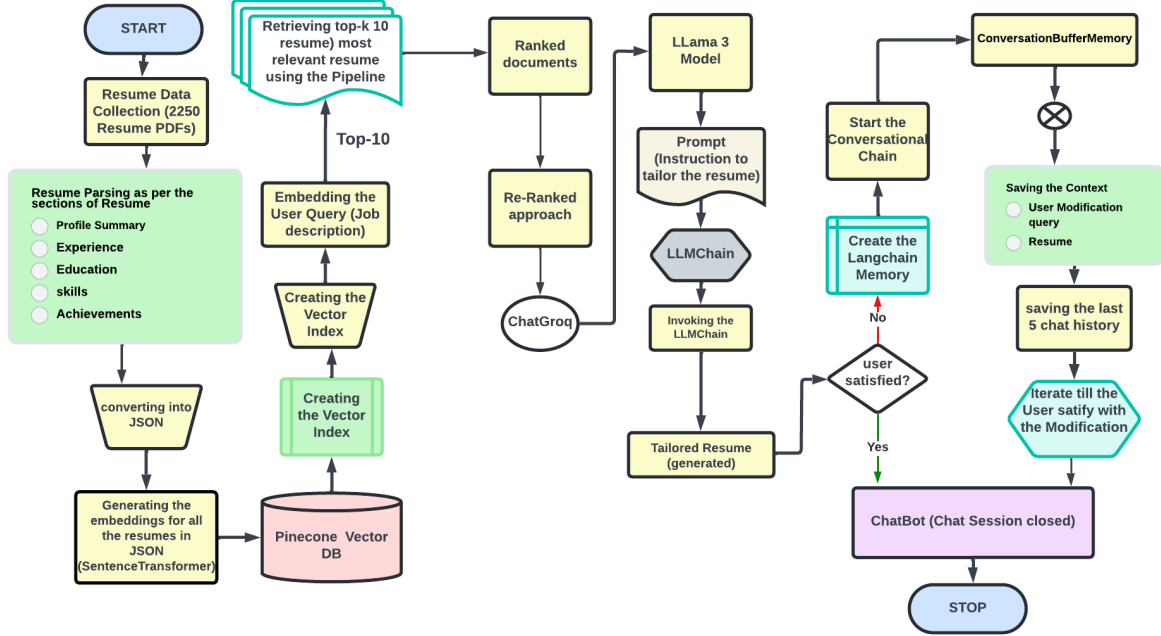 START
Resume Data
Collection (2250
Resume PDFs)
Resume Parsing as per the
sections of Resume
Profile Summary
Experience
Education
skills
Achievements
converting into
JSON
Generating the
embeddings for all
the resumes in
JSON
(SentenceTransformer)
Pinecone Vector
DB
Creating
the Vector
Index
Creating the
Vector
Index
Embedding the
User Query (Job
description)
Top-10
Retrieving top-k 10
resume) most
relevant resume
using the Pipeline
Ranked
documents
Re-Ranked
approach
ChatGroq
LLama 3
Model
Prompt
(Instruction to
tailor the resume)
LLMChain
Invoking the
LLMChain
Tailored Resume
(generated)
user
satisfied?
No
Yes
Create the
Langchain
Memory
Start the
Conversational
Chain
ConversationBufferMemory
Saving the Context
User Modification
query
Resume
saving the last
5 chat history
Iterate till the
User satify with
the Modification
ChatBot (Chat Session closed)
STOP